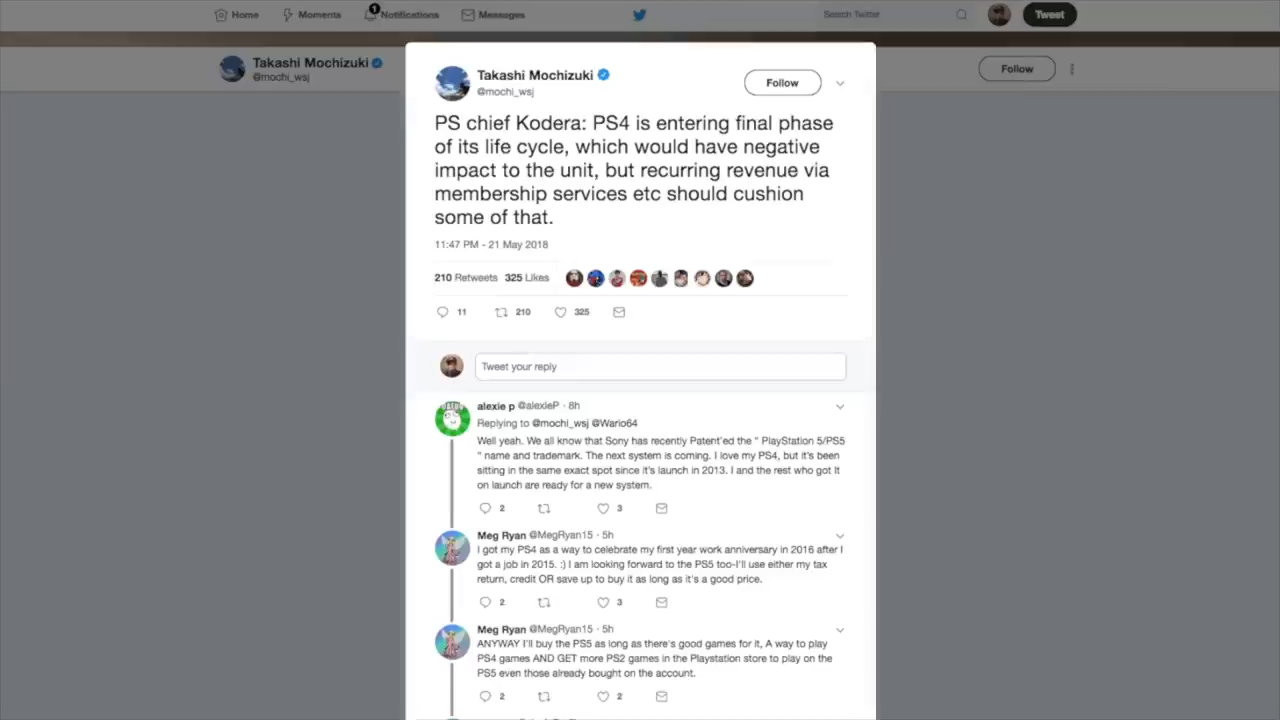 Home
Moments
1
Notifications
Messages
Search Twitter
Tweet
Takashi Mochizuki
@mochi_wsj
Follow
Takashi Mochizuki
@mochi_wsj
Follow
PS chief Kodera: PS4 is entering final phase
of its life cycle, which would have negative
impact to the unit, but recurring revenue via
membership services etc should cushion
some of that.
11:47 PM - 21 May 2018
210 Retweets 325 Likes
11 210 325
Tweet your reply
alexie p @alexieP · 8h
Replying to @mochi_wsj @Wario64
Well yeah. We all know that Sony has recently Patent'ed the " PlayStation 5/PS5
" name and trademark. The next system is coming. I love my PS4, but it's been
sitting in the same exact spot since it's launch in 2013. I and the rest who got it
on launch are ready for a new system.
2 3
Meg Ryan @MegRyan15 · 5h
I got my PS4 as a way to celebrate my first year work anniversary in 2016 after I
got a job in 2015. :) I am looking forward to the PS5 too-I'll use either my tax
return, credit OR save up to buy it as long as it's a good price.
2 3
Meg Ryan @MegRyan15 · 5h
ANYWAY I'll buy the PS5 as long as there's good games for it, A way to play
PS4 games AND GET more PS2 games in the Playstation store to play on the
PS5 even those already bought on the account.
2 2